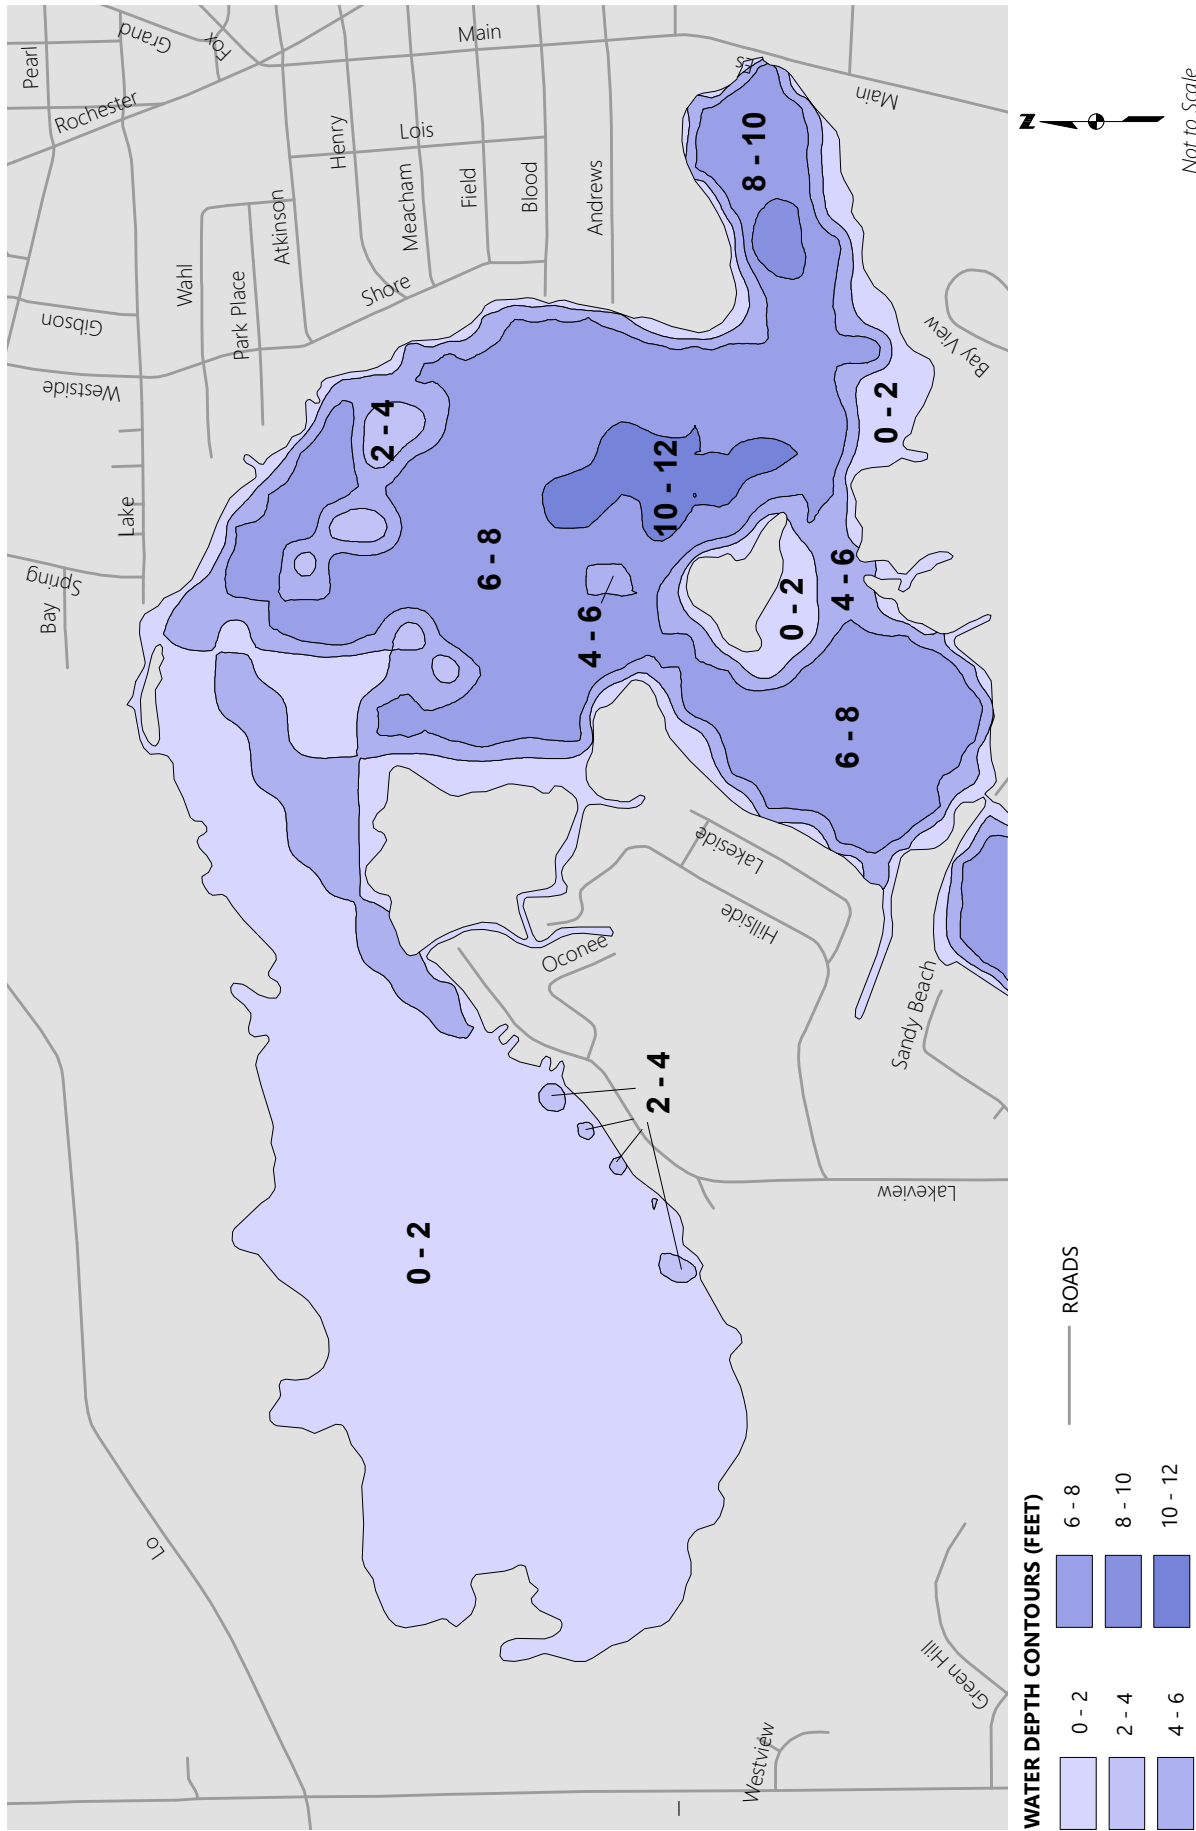 Pearl
Grand
Fox
Main
Es
Main
Rochester
Henry
Lois
Meacham
Field
Blood
Andrews
Atkinson
Wahl
Park Place
Shore
Gibson
Westside
Lake
Spring
Bay
Bay View
8 - 10
2 - 4
0 - 2
10 - 12
6 - 8
4 - 6
0 - 2
4 - 6
6 - 8
Lakeside
Hillside
Oconee
Sandy Beach
2 - 4
Lakeview
0 - 2
Lo
Green Hill
Westview
N
Not to Scale
WATER DEPTH CONTOURS (FEET)
0 - 2
2 - 4
4 - 6
6 - 8
8 - 10
10 - 12
ROADS